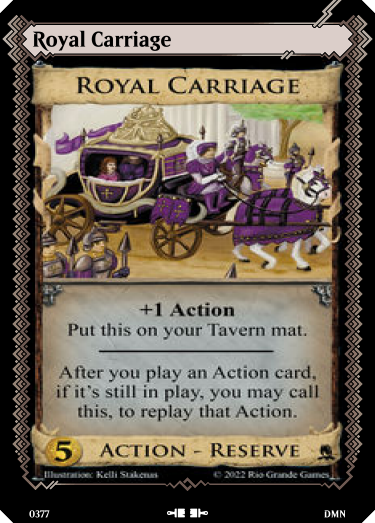 Royal Carriage
ROYAL CARRIAGE
+1 Action
Put this on your Tavern mat.
After you play an Action card,
if it's still in play, you may call
this, to replay that Action.
5 ACTION - RESERVE
Illustration: Kelli Stakenas © 2022 Rio Grande Games
0377 DMN